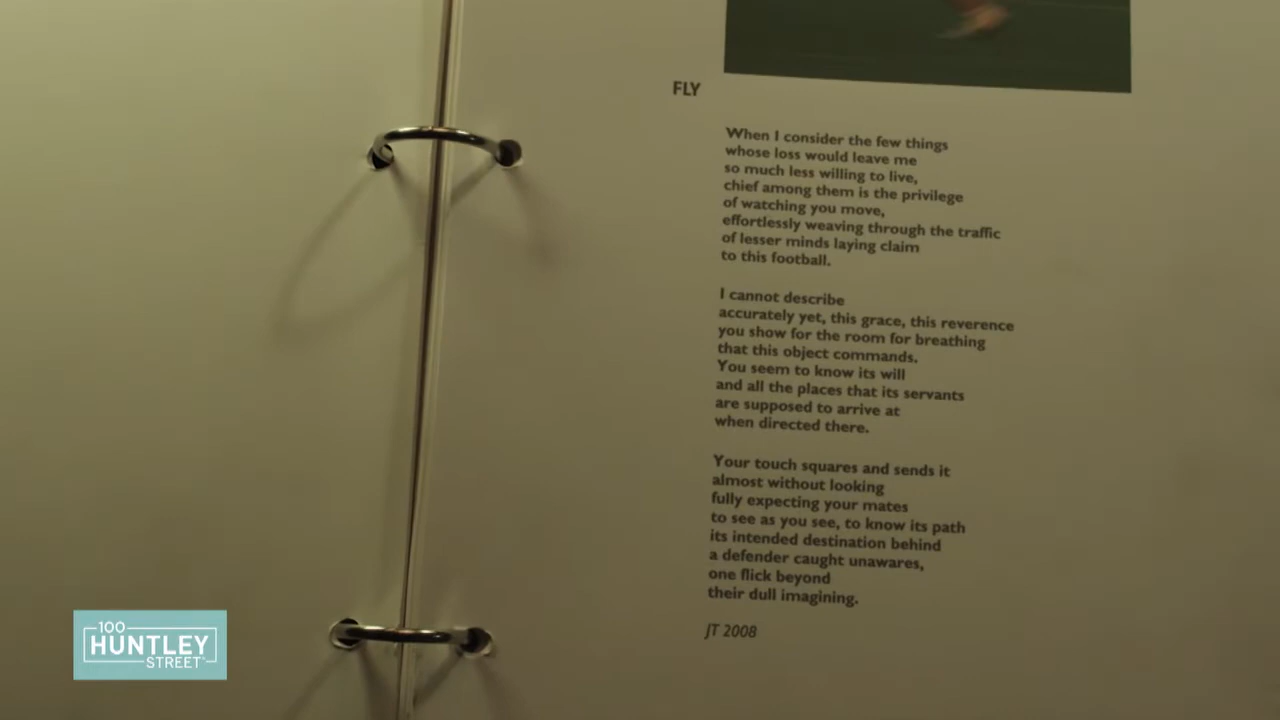 FLY
When I consider the few things
whose loss would leave me
so much less willing to live,
chief among them is the privilege
of watching you move,
effortlessly weaving through the traffic
of lesser minds laying claim
to this football.
I cannot describe
accurately yet, this grace, this reverence
you show for the room for breathing
that this object commands.
You seem to know its will
and all the places that its servants
are supposed to arrive at
when directed there.
Your touch squares and sends it
almost without looking
fully expecting your mates
to see as you see, to know its path
its intended destination behind
a defender caught unawares,
one flick beyond
their dull imagining.
JT 2008
100
HUNTLEY
STREET